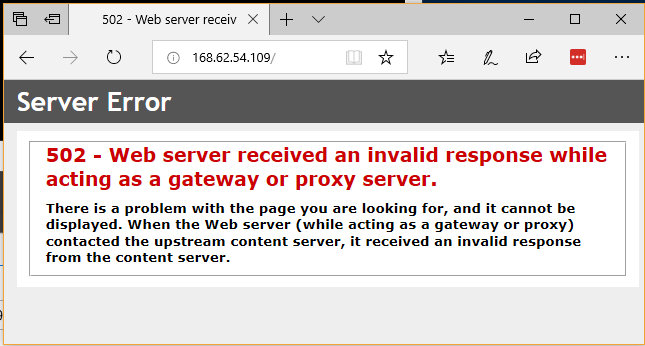 502 - Web server receiv
168.62.54.109/
Server Error
502 - Web server received an invalid response while
acting as a gateway or proxy server.
There is a problem with the page you are looking for, and it cannot be
displayed. When the Web server (while acting as a gateway or proxy)
contacted the upstream content server, it received an invalid response
from the content server.